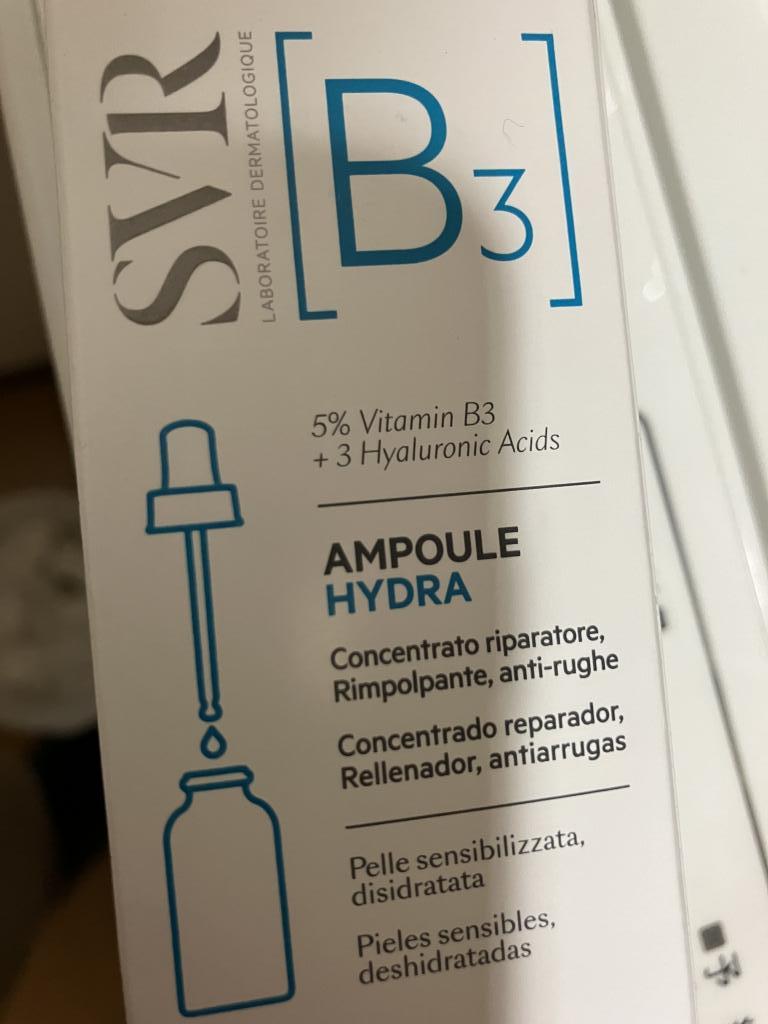 SVR
LABORATOIRE DERMATOLOGIQUE
[B3]
5% Vitamin B3
+ 3 Hyaluronic Acids
AMPOULE
HYDRA
Concentrato riparatore,
Rimpolpante, anti-rughe
Concentrado reparador,
Rellenador, antiarrugas
Pelle sensibilizzata,
disidratata
Pieles sensibles,
deshidratadas